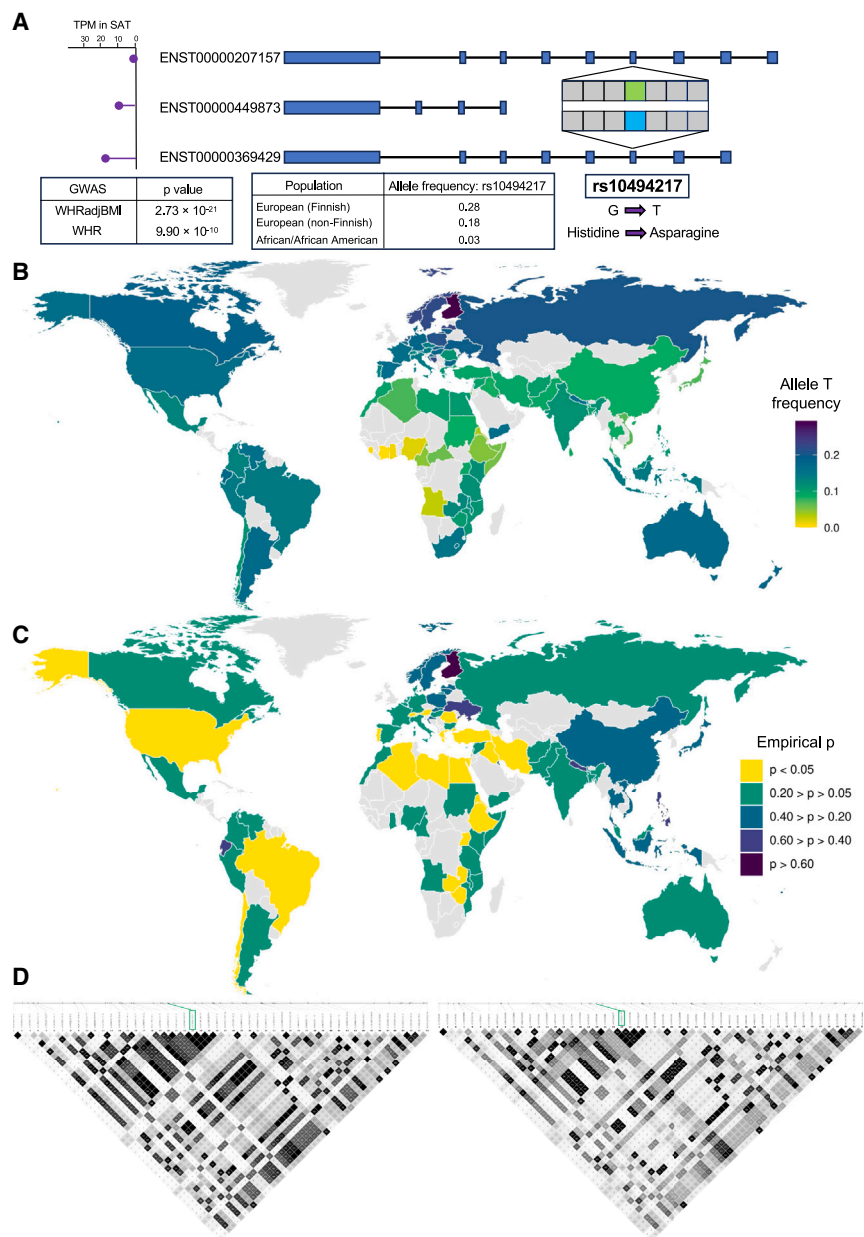 A
TPM in SAT
30 20 10 0
ENST00000207157
ENST00000449873
ENST00000369429
GWAS p value
WHRadjBMI 2.73 × 10-21
WHR 9.90 × 10-10
Population Allele frequency: rs10494217
European (Finnish) 0.28
European (non-Finnish) 0.18
African/African American 0.03
rs10494217
G T
Histidine Asparagine
B
Allele T
frequency
0.2
0.1
0.0
C
Empirical p
p < 0.05
0.20 > p > 0.05
0.40 > p > 0.20
0.60 > p > 0.40
p > 0.60
D